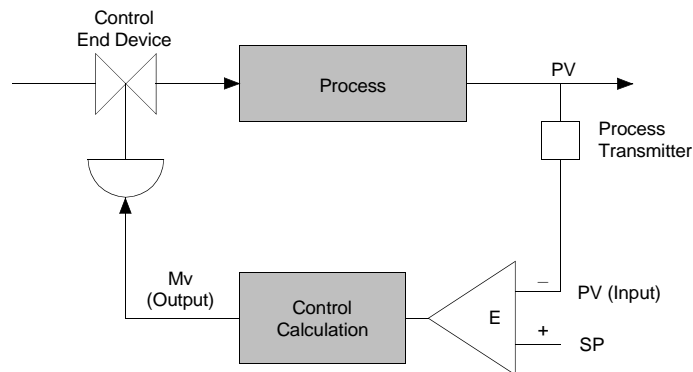 Control
End Device
Process
PV
Process
Transmitter
Mv
(Output)
Control
Calculation
E
−
PV (Input)
+
SP